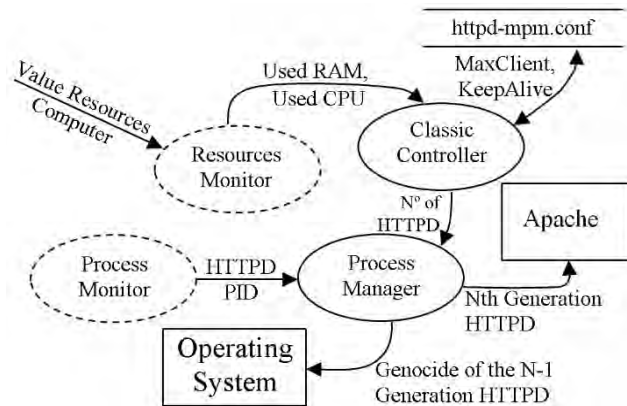 httpd-mpm.conf
MaxClient,
KeepAlive
Used RAM,
Used CPU
Value Resources
Computer
Classic
Controller
Resources
Monitor
Nº of
HTTPD
Apache
Process
Monitor
HTTPD
PID
Process
Manager
Nth Generation
HTTPD
Operating
System
Genocide of the N-1
Generation HTTPD